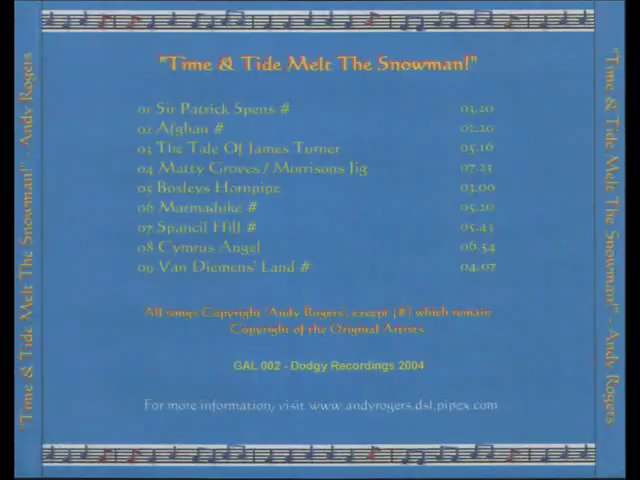 "Time & Tide Melt The Snowman!"
01 Sir Patrick Spens # 03.20
02 Afghan # 02.20
03 The Tale Of James Turner 05.16
04 Matty Groves / Morrisons Jig 07.23
05 Bosleys Hornpipe 03.00
06 Marmaduke # 05.20
07 Spancil Hill # 05.43
08 Cymrus Angel 06.54
09 Van Diemens' Land # 04.07
All songs Copyright 'Andy Rogers', except [#] which remain
Copyright of the Original Artists
GAL 002 - Dodgy Recordings 2004
For more information, visit www.andyrogers.dsl.pipex.com
"Time & Tide Melt The Snowman!" - Andy Rogers
"Time & Tide Melt The Snowman!" - Andy Rogers